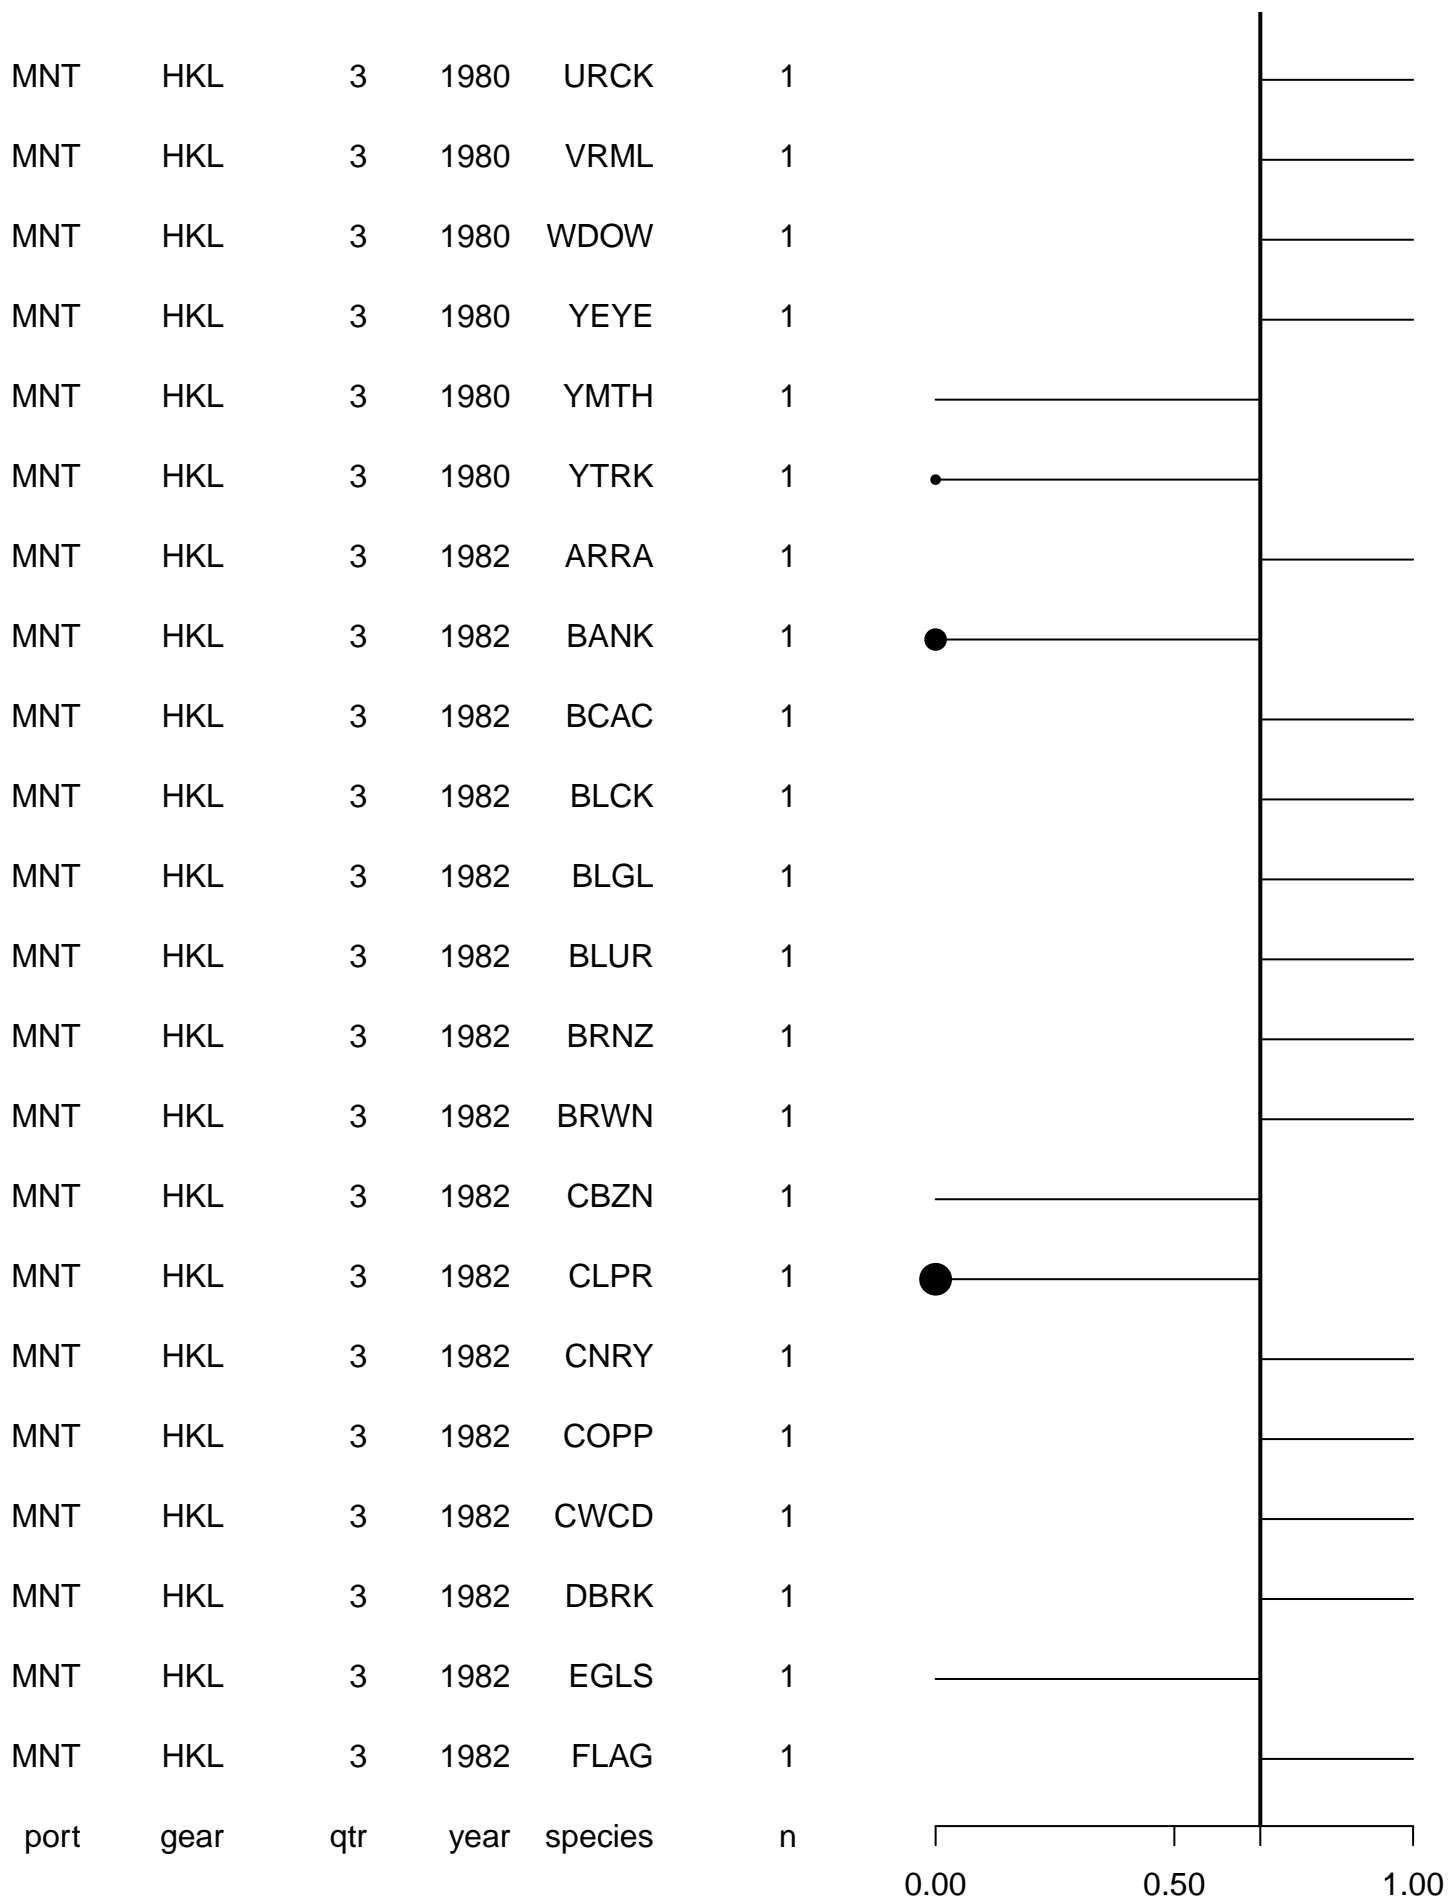 MNT HKL 3 1980 URCK 1
MNT HKL 3 1980 VRML 1
MNT HKL 3 1980 WDOW 1
MNT HKL 3 1980 YEYE 1
MNT HKL 3 1980 YMTH 1
MNT HKL 3 1980 YTRK 1
MNT HKL 3 1982 ARRA 1
MNT HKL 3 1982 BANK 1
MNT HKL 3 1982 BCAC 1
MNT HKL 3 1982 BLCK 1
MNT HKL 3 1982 BLGL 1
MNT HKL 3 1982 BLUR 1
MNT HKL 3 1982 BRNZ 1
MNT HKL 3 1982 BRWN 1
MNT HKL 3 1982 CBZN 1
MNT HKL 3 1982 CLPR 1
MNT HKL 3 1982 CNRY 1
MNT HKL 3 1982 COPP 1
MNT HKL 3 1982 CWCD 1
MNT HKL 3 1982 DBRK 1
MNT HKL 3 1982 EGLS 1
MNT HKL 3 1982 FLAG 1
port gear qtr year species n
0.00 0.50 1.00